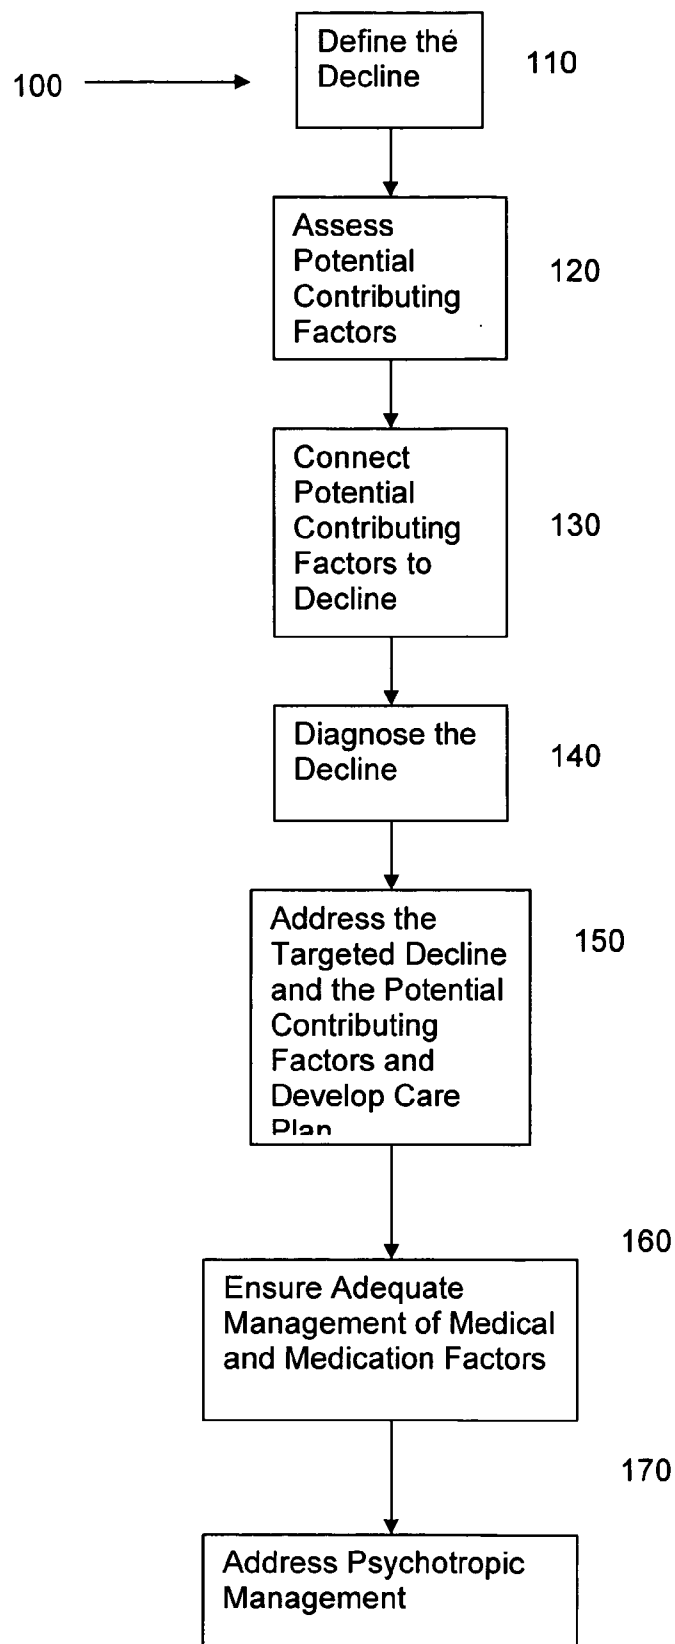 Define the
Decline
110
100
Assess
Potential
Contributing
Factors
120
Connect
Potential
Contributing
Factors to
Decline
130
Diagnose the
Decline
140
Address the
Targeted Decline
and the Potential
Contributing
Factors and
Develop Care
Plan
150
160
Ensure Adequate
Management of Medical
and Medication Factors
170
Address Psychotropic
Management